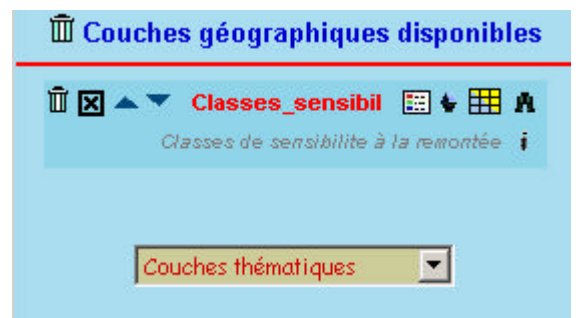 Couches géographiques disponibles
Classes_sensibil
Classes de sensibilite à la remontée
Couches thématiques